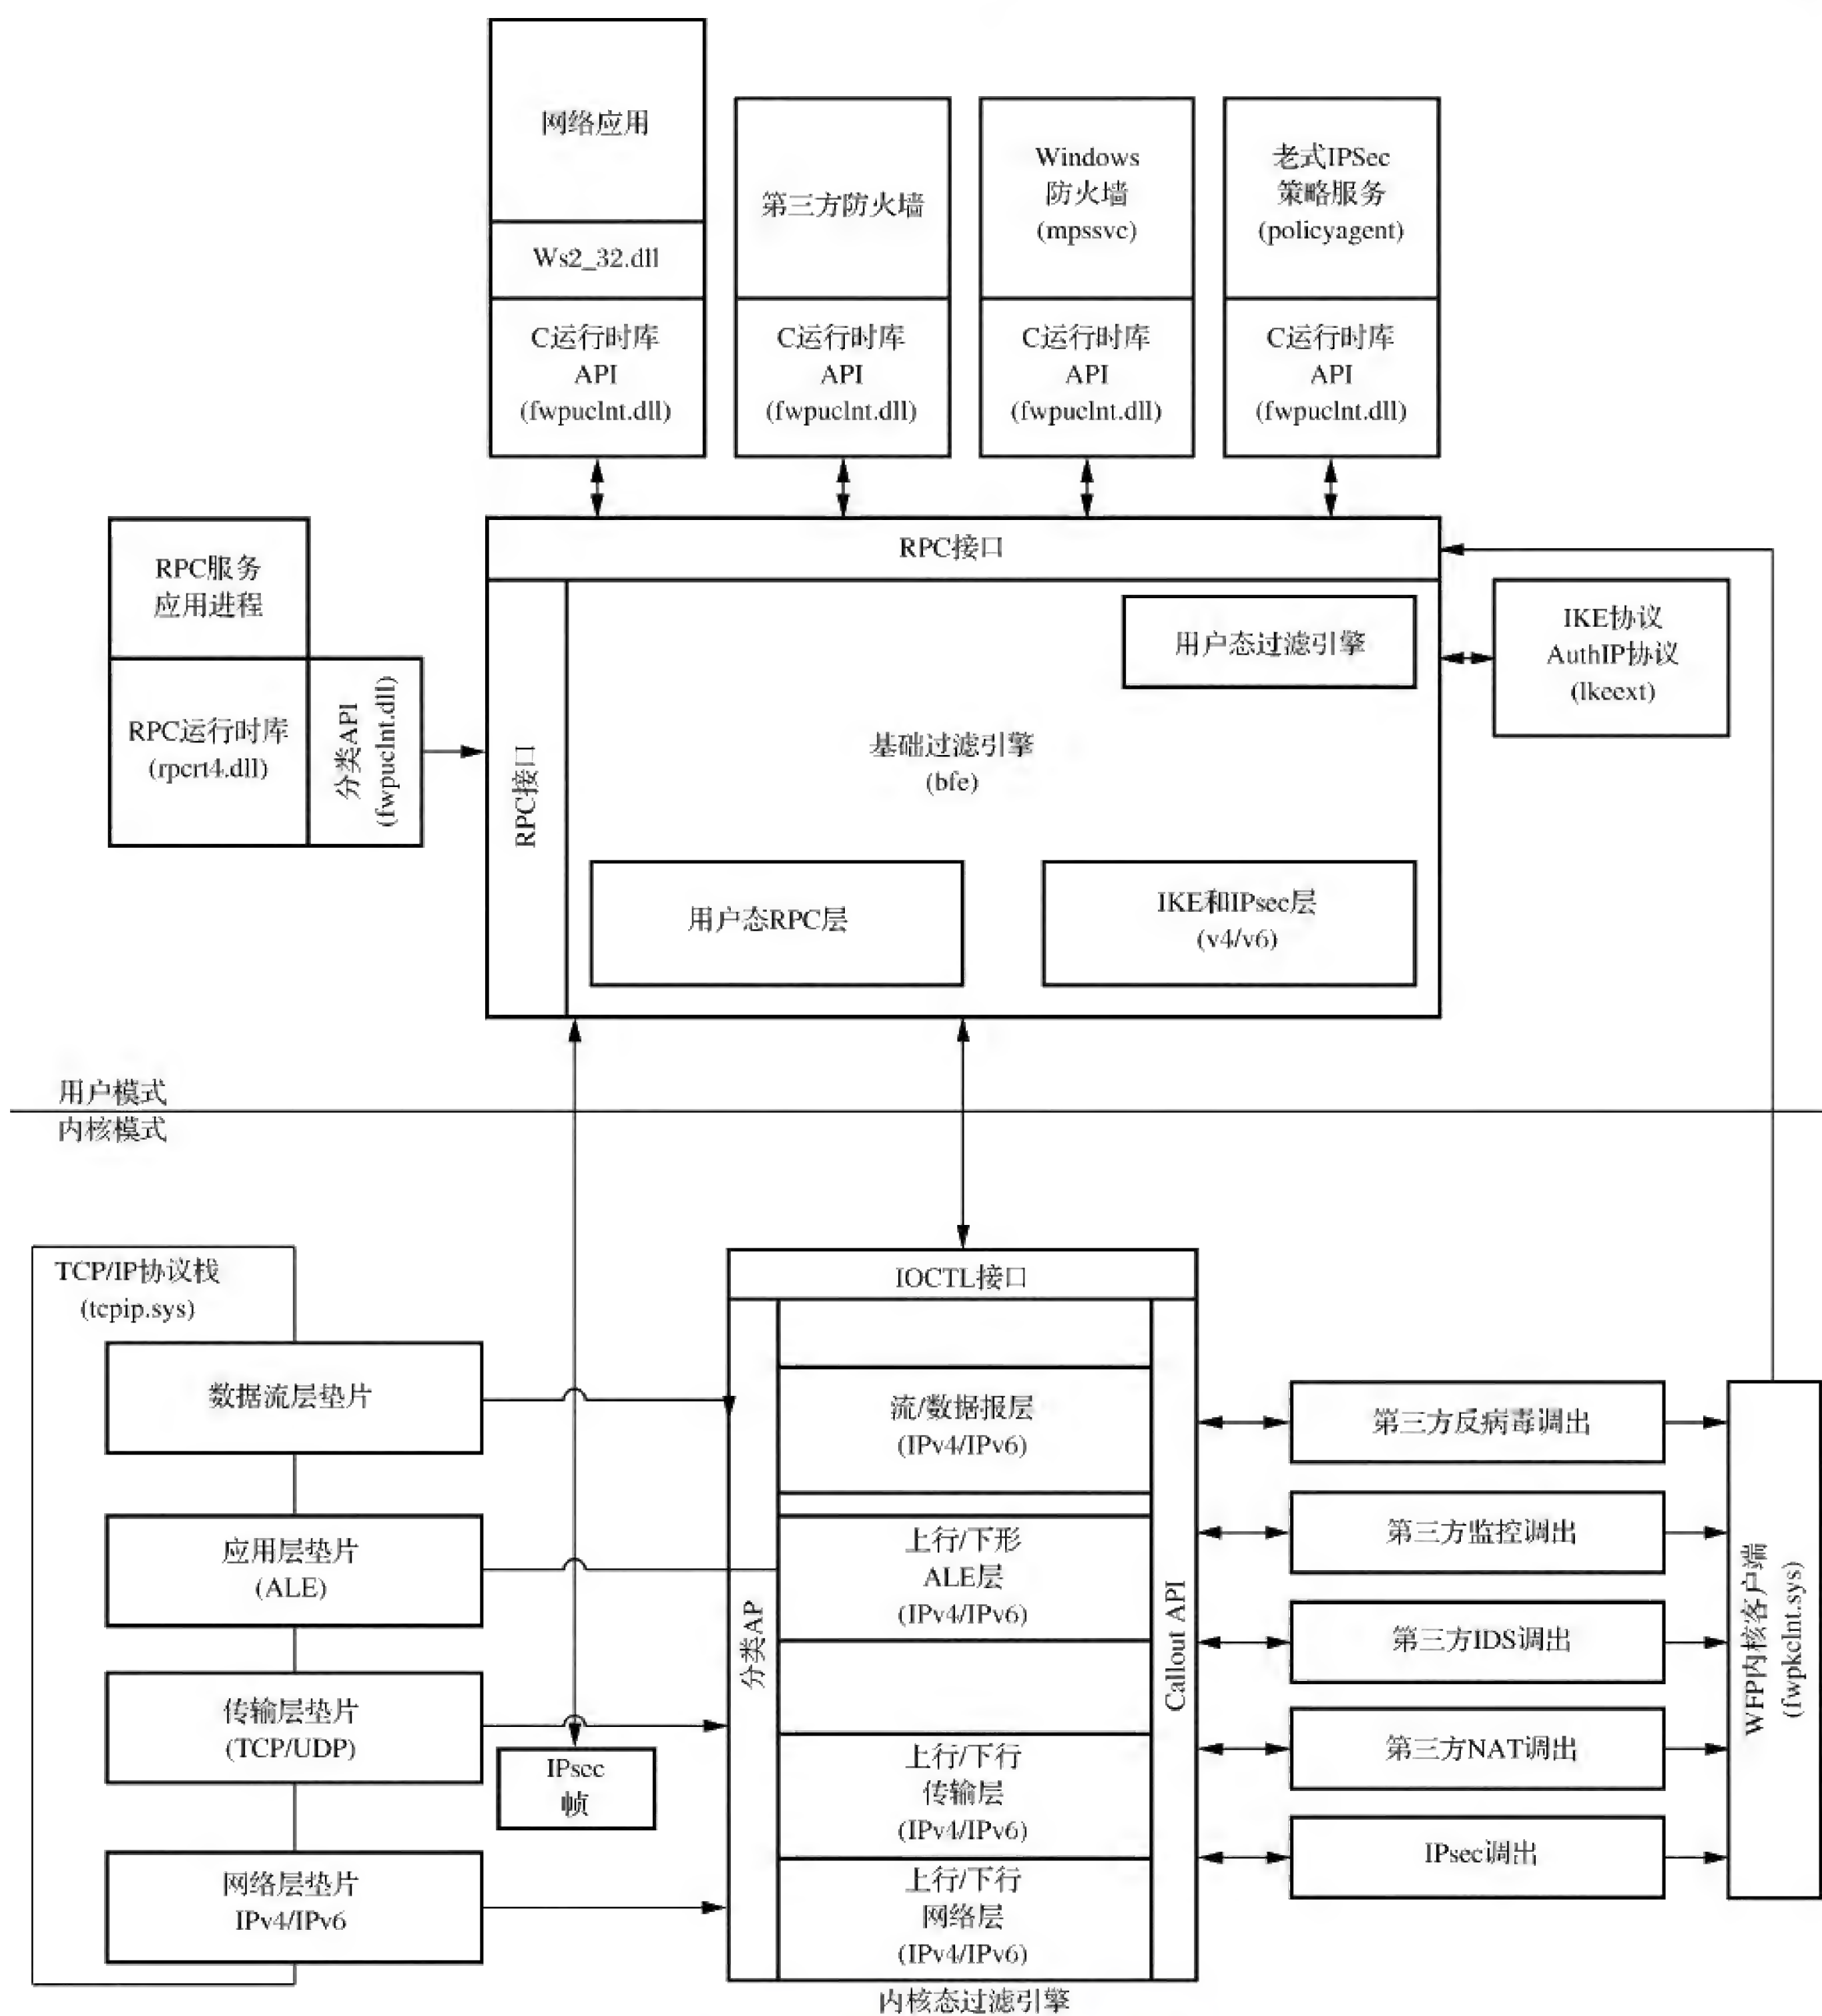 网络应用
Ws2_32.dll
C运行时库
API
(fwpuclnt.dll)
第三方防火墙
C运行时库
API
(fwpuclnt.dll)
Windows
防火墙
(mpssvc)
C运行时库
API
(fwpuclnt.dll)
老式IPSec
策略服务
(policyagent)
C运行时库
API
(fwpuclnt.dll)
RPC服务
应用进程
RPC运行时库
(rpcrt4.dll)
分类API
(fwpuclnt.dll)
RPC接口
RPC接口
用户态过滤引擎
基础过滤引擎
(bfe)
用户态RPC层
IKE和IPsec层
(v4/v6)
IKE协议
AuthIP协议
(lkeext)
用户模式
内核模式
TCP/IP协议栈
(tcpip.sys)
数据流层垫片
应用层垫片
(ALE)
传输层垫片
(TCP/UDP)
网络层垫片
IPv4/IPv6
IPsec
帧
IOCTL接口
分类AP
流/数据报层
(IPv4/IPv6)
上行/下形
ALE层
(IPv4/IPv6)
上行/下行
传输层
(IPv4/IPv6)
上行/下行
网络层
(IPv4/IPv6)
Callout API
内核态过滤引擎
第三方反病毒调出
第三方监控调出
第三方IDS调出
第三方NAT调出
IPsec调出
WFP内核客户端
(fwpkclnt.sys)